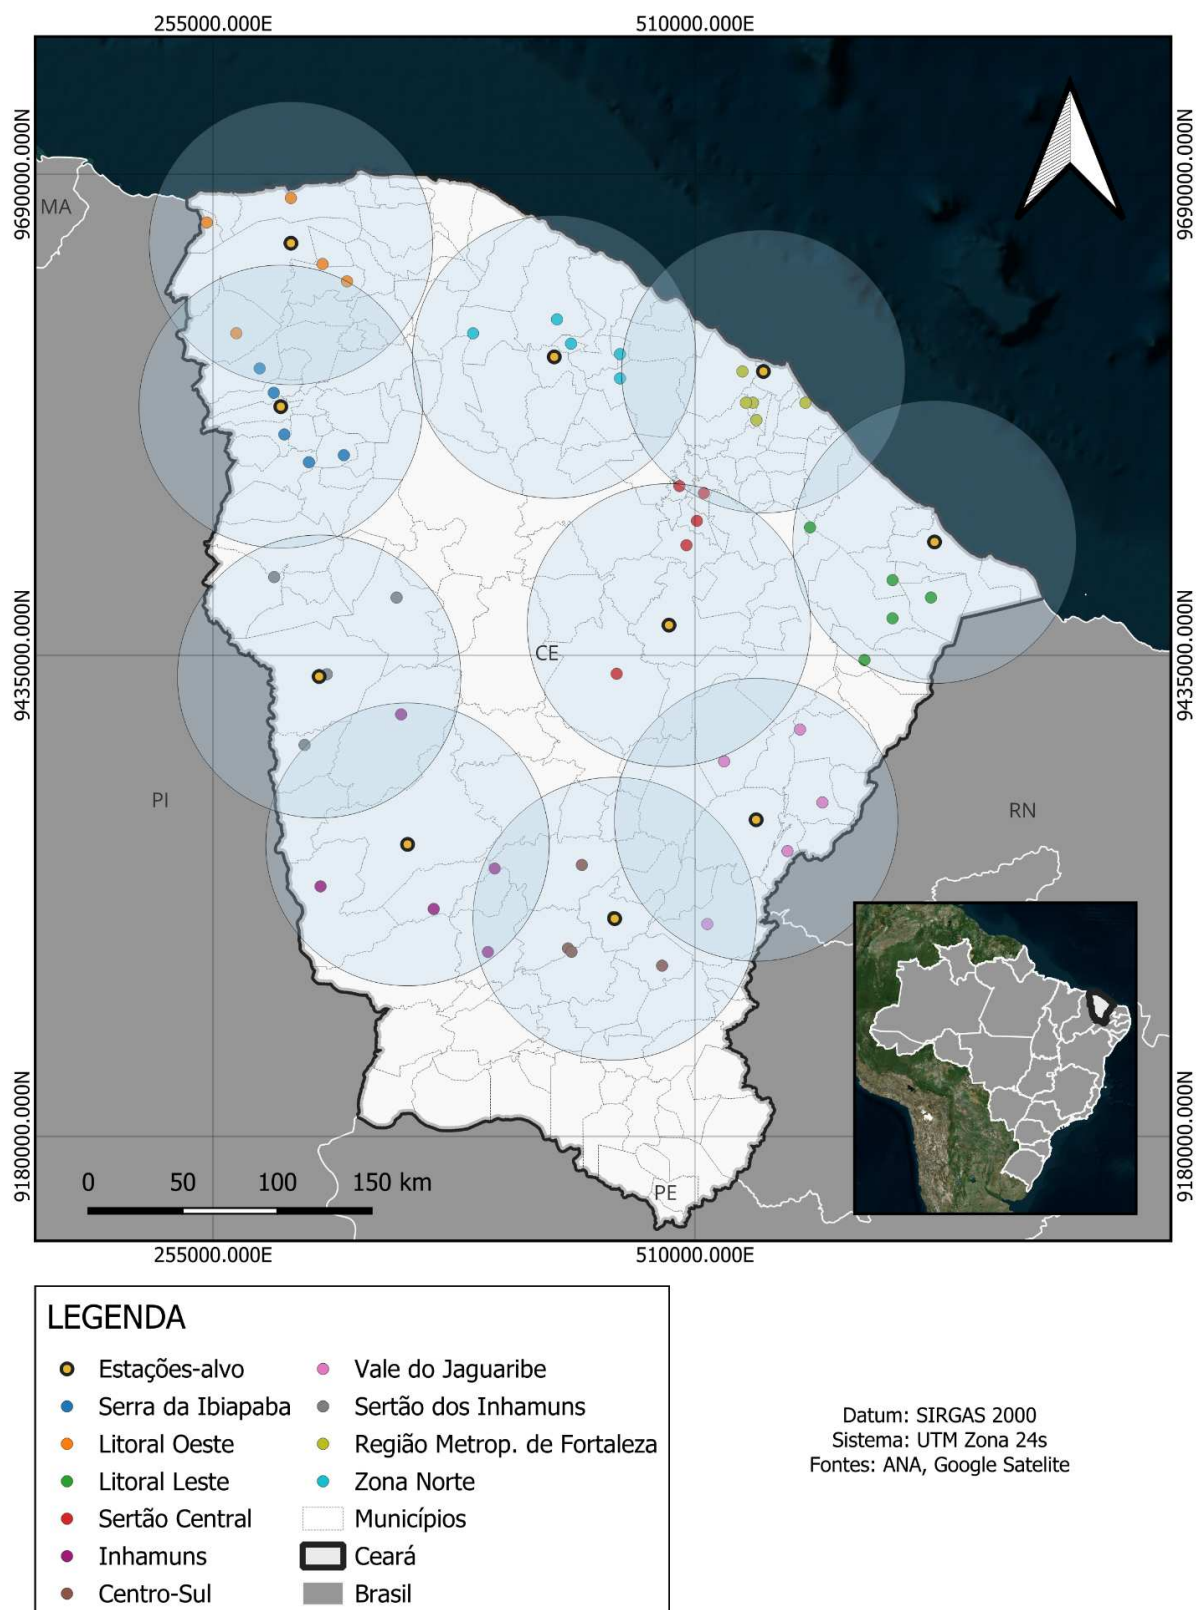 255000.000E 510000.000E
9690000.000N 9690000.000N
MA
CE
9435000.000N 9435000.000N
PI
RN
9180000.000N 9180000.000N
PE
0 50 100 150 km
255000.000E 510000.000E
LEGENDA
Estações-alvo
Serra da Ibiapaba
Litoral Oeste
Litoral Leste
Sertão Central
Inhamuns
Centro-Sul
Vale do Jaguaribe
Sertão dos Inhamuns
Região Metrop. de Fortaleza
Zona Norte
Municípios
Ceará
Brasil
Datum: SIRGAS 2000
Sistema: UTM Zona 24s
Fontes: ANA, Google Satelite